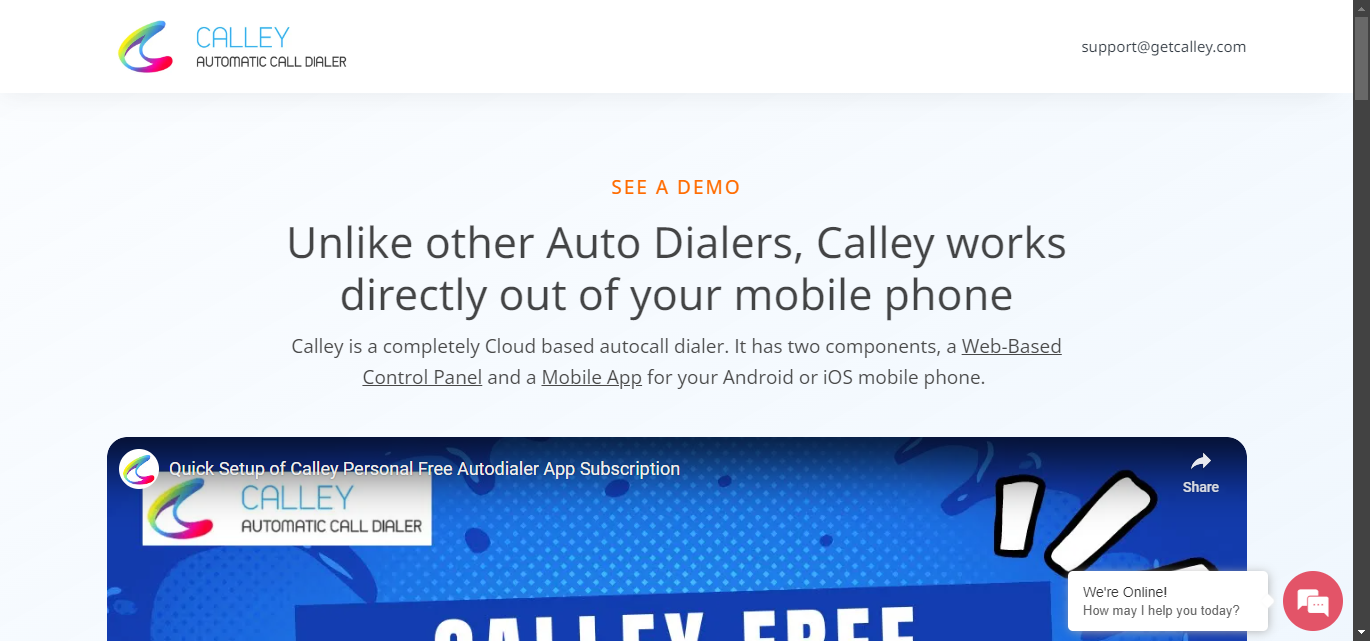 CALLEY
AUTOMATIC CALL DIALER
support@getcalley.com
SEE A DEMO
Unlike other Auto Dialers, Calley works
directly out of your mobile phone
Calley is a completely Cloud based autocall dialer. It has two components, a Web-Based
Control Panel and a Mobile App for your Android or iOS mobile phone.
Quick Setup of Calley Personal Free Autodialer App Subscription
Share
CALLEY
AUTOMATIC CALL DIALER
CALLEY FREE
We're Online!
How may I help you today?